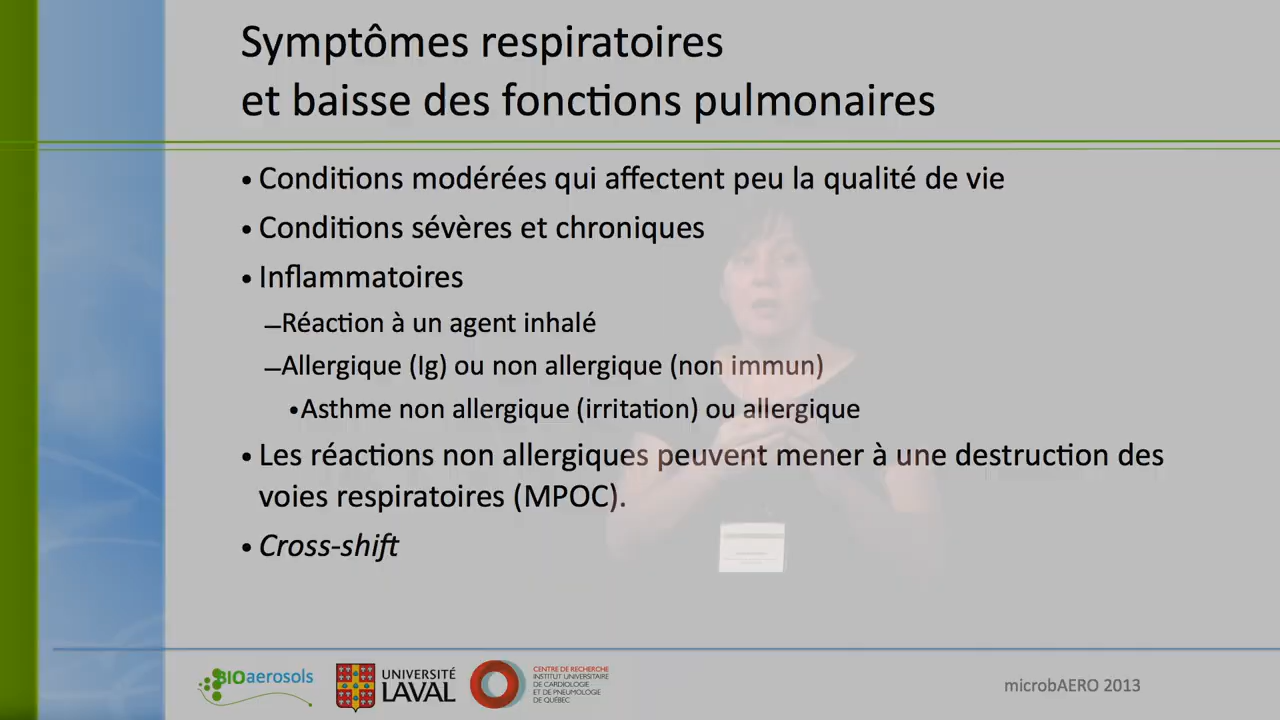 Symptômes respiratoires
et baisse des fonctions pulmonaires
• Conditions modérées qui affectent peu la qualité de vie
• Conditions sévères et chroniques
• Inflammatoires
–Réaction à un agent inhalé
–Allergique (Ig) ou non allergique (non immun)
•Asthme non allergique (irritation) ou allergique
• Les réactions non allergiques peuvent mener à une destruction des
voies respiratoires (MPOC).
• Cross-shift
BIOaerosols
UNIVERSITÉ
LAVAL
CENTRE DE RECHERCHE
INSTITUT UNIVERSITAIRE
DE CARDIOLOGIE
ET DE PNEUMOLOGIE
DE QUÉBEC
microbAERO 2013